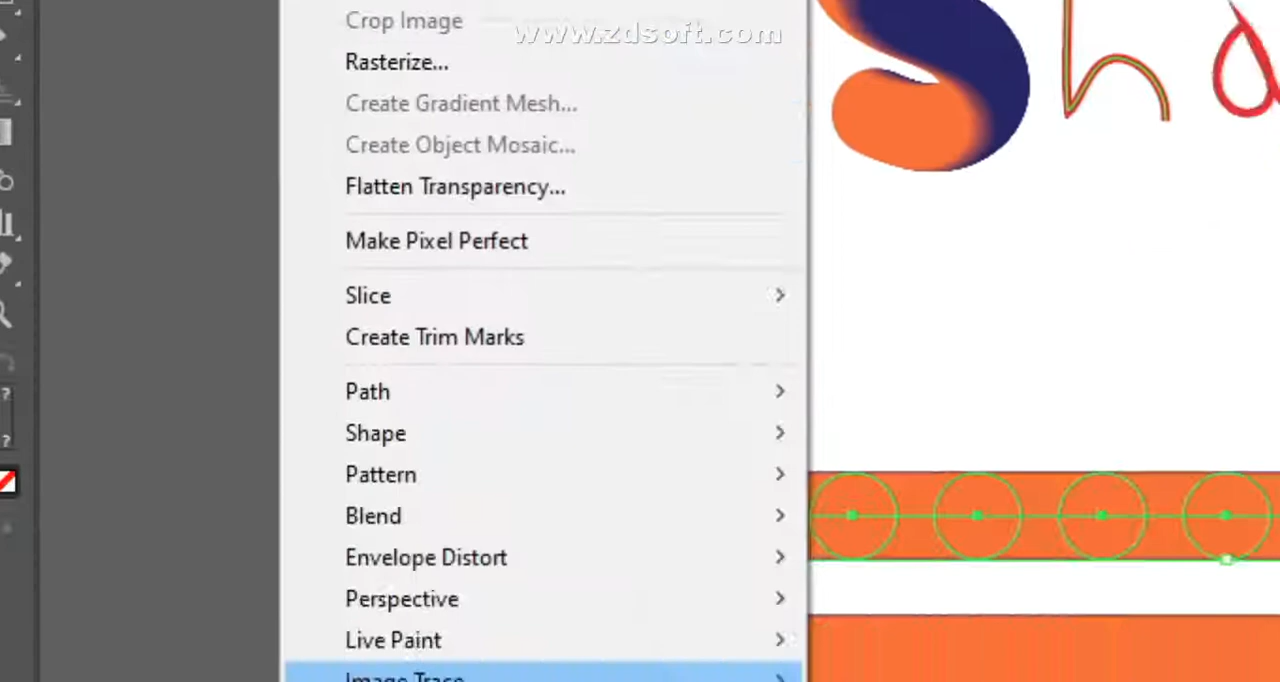 Crop Image
www.zdsoft.com
Rasterize...
Create Gradient Mesh...
Create Object Mosaic...
Flatten Transparency...
Make Pixel Perfect
Slice
Create Trim Marks
Path
Shape
Pattern
Blend
Envelope Distort
Perspective
Live Paint
Image Trace
Sha
?
?